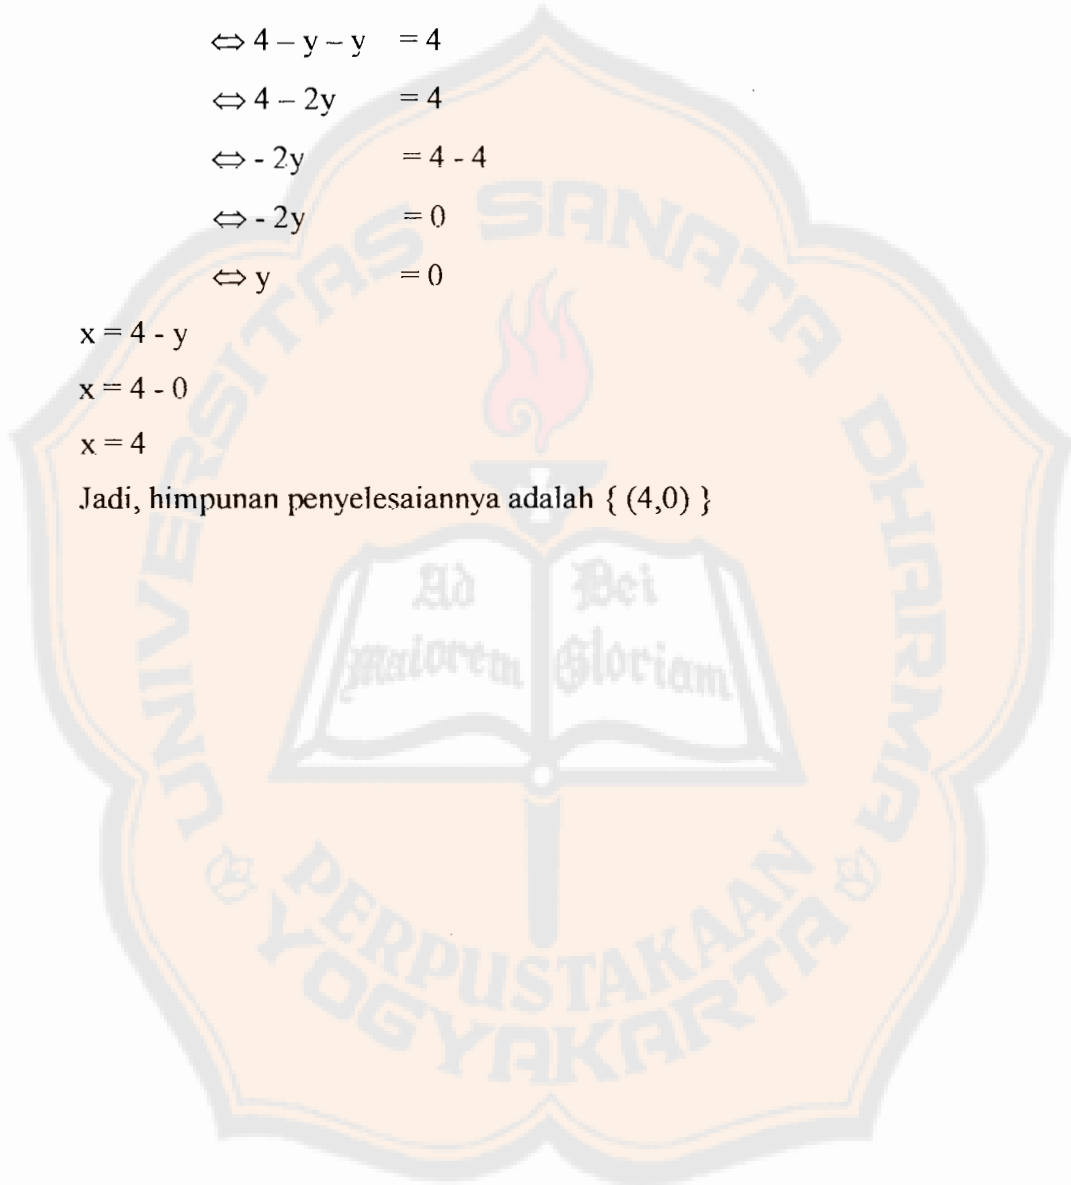 ⇔ 4 – y – y = 4
⇔ 4 – 2y = 4
⇔ - 2y = 4 - 4
⇔ - 2y = 0
⇔ y = 0
x = 4 - y
x = 4 - 0
x = 4
Jadi, himpunan penyelesaiannya adalah { (4,0) }
UNIVERSITAS SANATA DHARMA
Ad Dei
Maiorem Gloriam
PERPUSTAKAAN
YOGYAKARTA